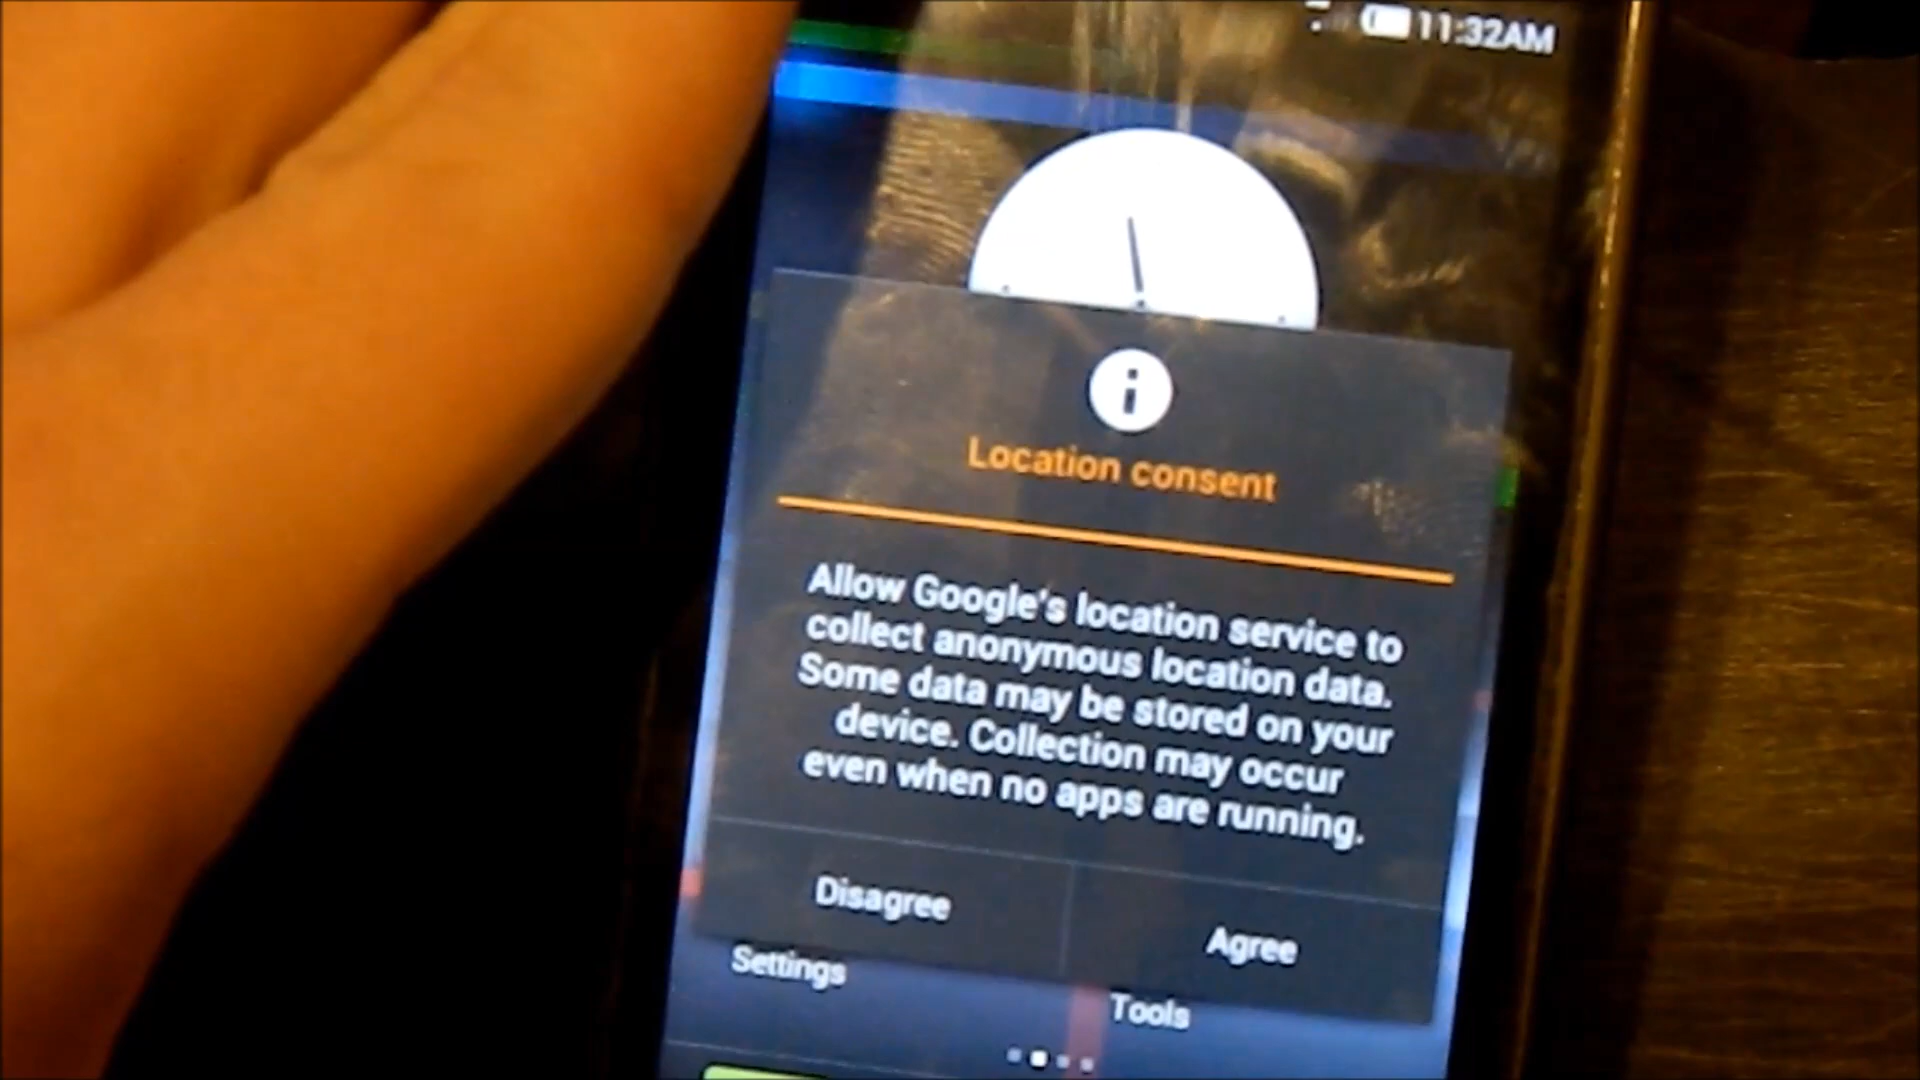 11:32AM
Location consent
Allow Google's location service to
collect anonymous location data.
Some data may be stored on your
device. Collection may occur
even when no apps are running.
Disagree
Agree
Settings
Tools